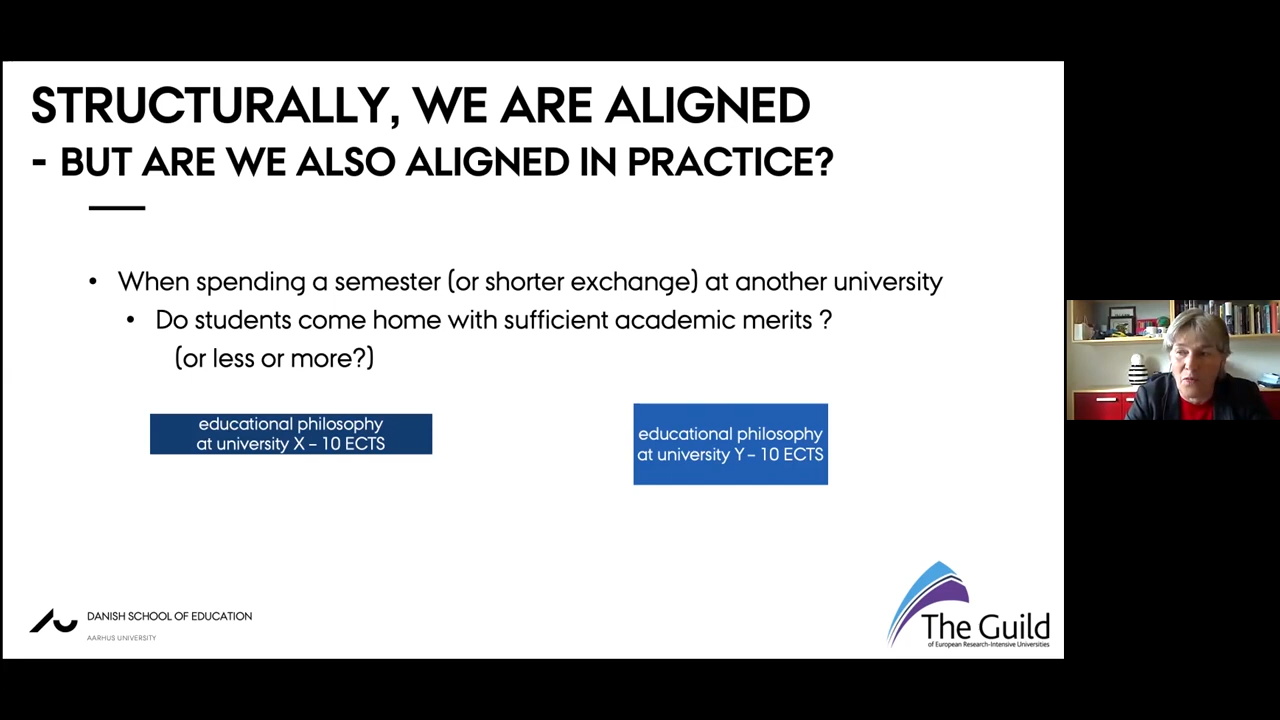 STRUCTURALLY, WE ARE ALIGNED
- BUT ARE WE ALSO ALIGNED IN PRACTICE?
• When spending a semester (or shorter exchange) at another university
• Do students come home with sufficient academic merits ?
(or less or more?)
educational philosophy
at university X – 10 ECTS
educational philosophy
at university Y – 10 ECTS
DANISH SCHOOL OF EDUCATION
AARHUS UNIVERSITY
The Guild
of European Research-Intensive Universities